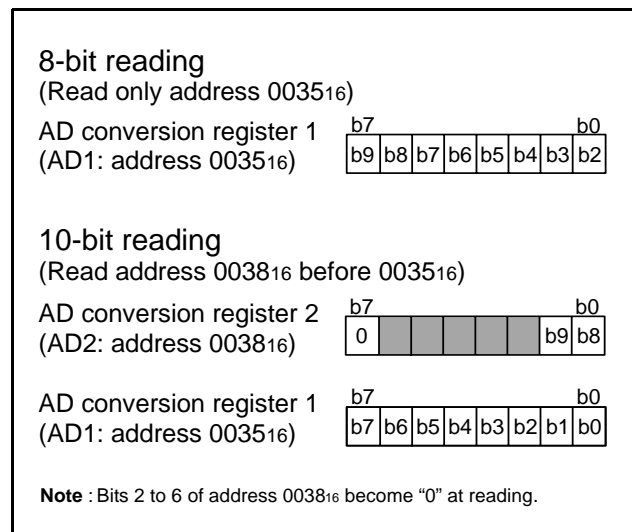 8-bit reading
(Read only address 003516)
AD conversion register 1
(AD1: address 003516)
b7 b0
b9 b8 b7 b6 b5 b4 b3 b2
10-bit reading
(Read address 003816 before 003516)
AD conversion register 2
(AD2: address 003816)
b7 b0
0 b9 b8
AD conversion register 1
(AD1: address 003516)
b7 b0
b7 b6 b5 b4 b3 b2 b1 b0
Note : Bits 2 to 6 of address 003816 become “0” at reading.